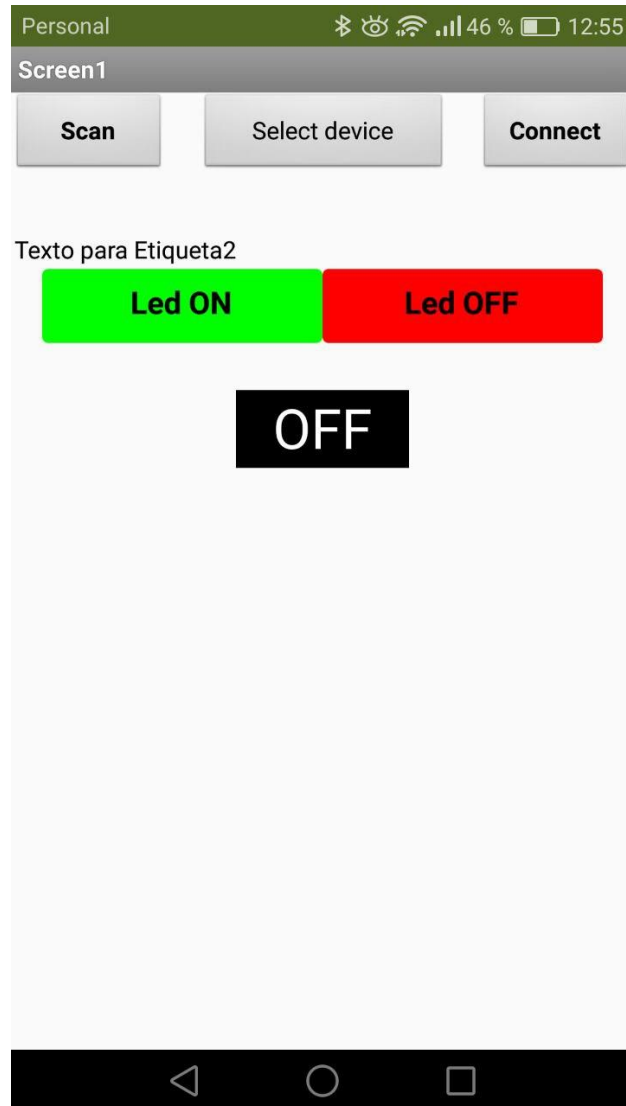 Personal 46 % 12:55
Screen1
Scan Select device Connect
Texto para Etiqueta2
Led ON Led OFF
OFF